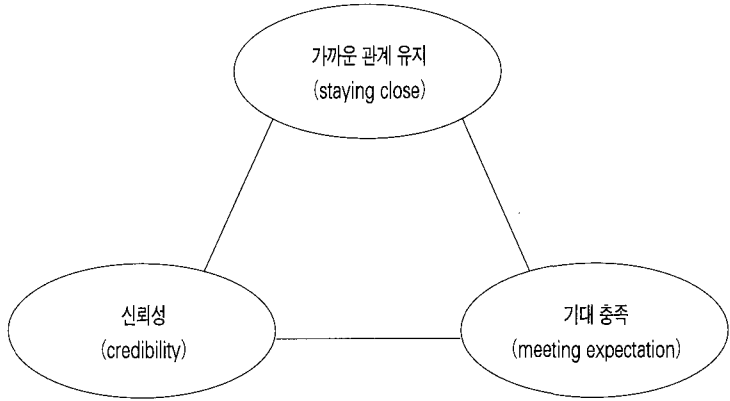 가까운 관계 유지
(staying close)
신뢰성
(credibility)
기대 충족
(meeting expectation)